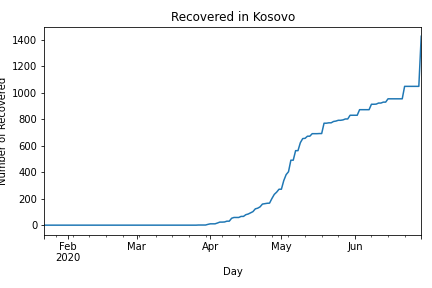 Recovered in Kosovo
Number of Recovered
1400
1200
1000
800
600
400
200
0
Feb
2020
Mar
Apr
May
Jun
Day